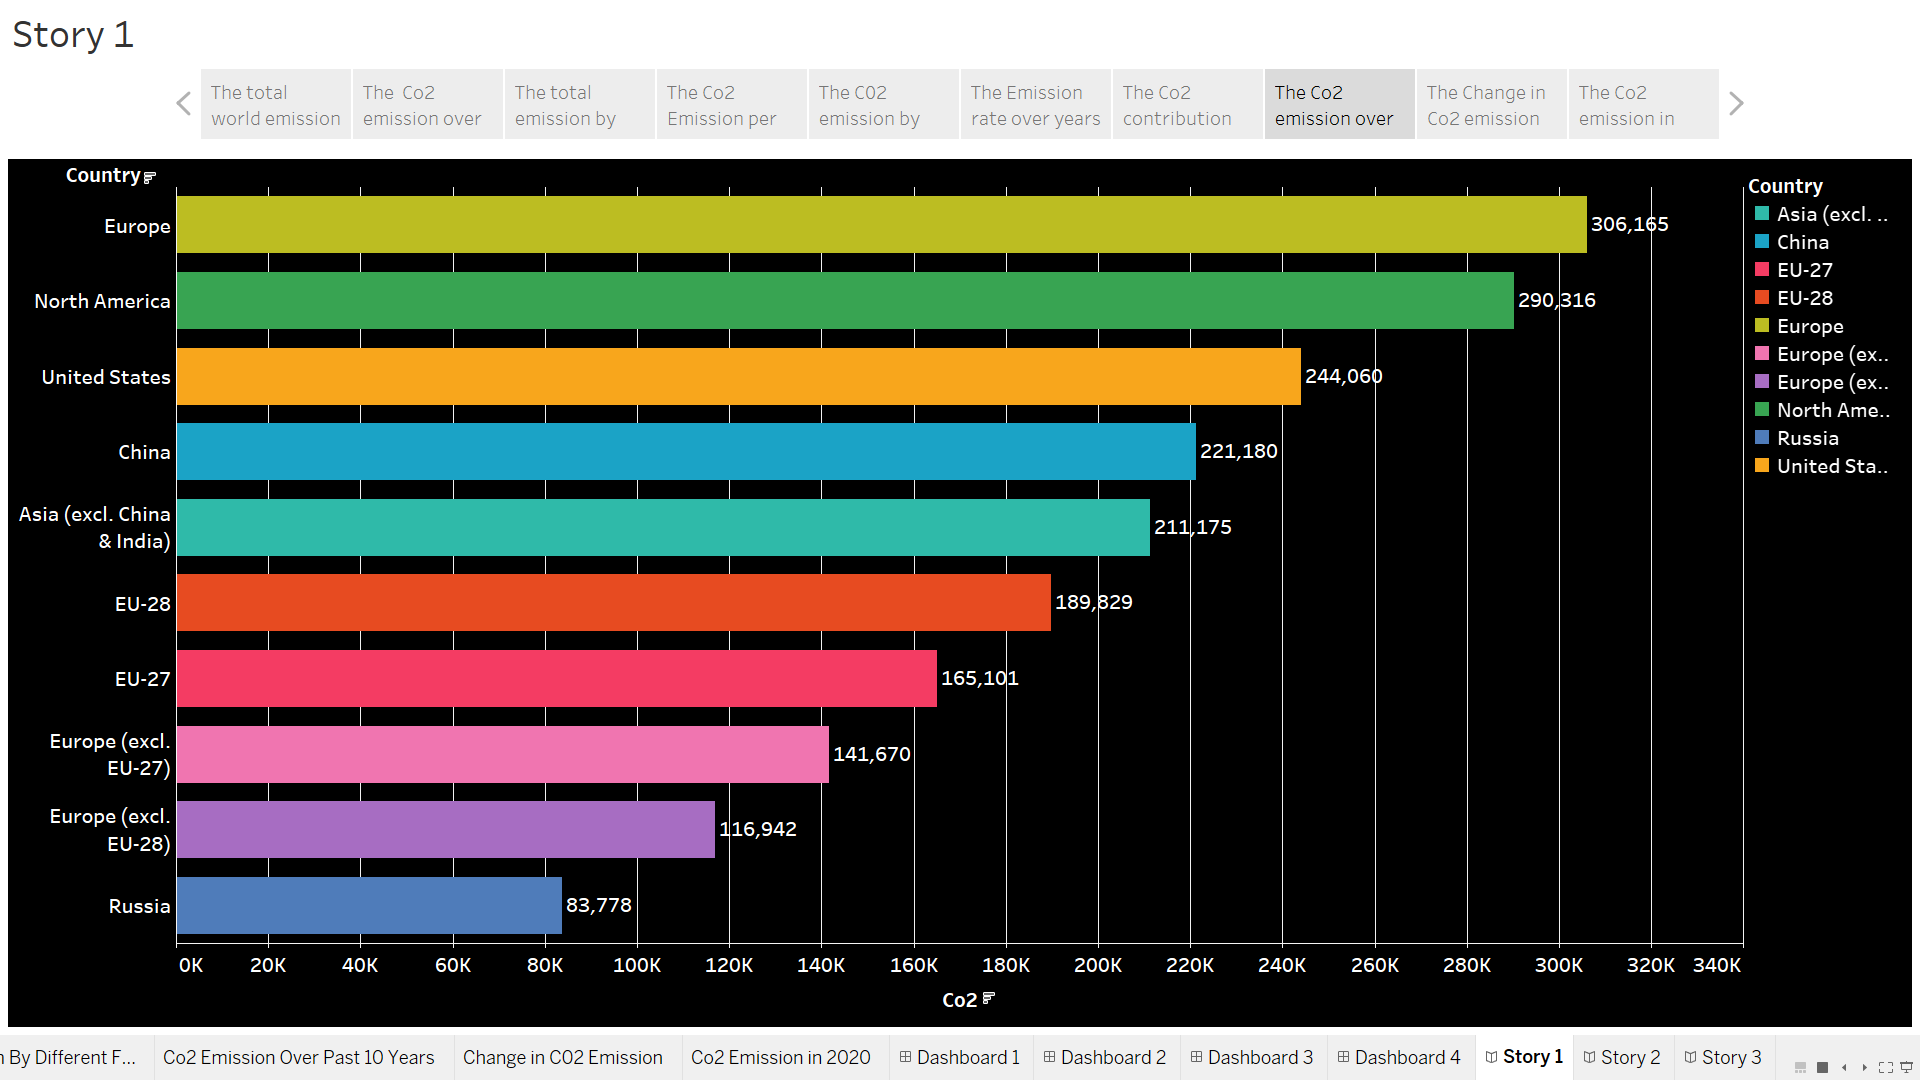 Story 1
The total
world emission
The  Co2
emission over
The total
emission by
The Co2
Emission per
The C02
emission by
The Emission
rate over years
The Co2
contribution
The Co2
emission over
The Change in
Co2 emission
The Co2
emission in
Country
Europe
306,165
North America
290,316
United States
244,060
China
221,180
Asia (excl. China
& India)
211,175
EU-28
189,829
EU-27
165,101
Europe (excl.
EU-27)
141,670
Europe (excl.
EU-28)
116,942
Russia
83,778
0K 20K 40K 60K 80K 100K 120K 140K 160K 180K 200K 220K 240K 260K 280K 300K 320K 340K
Co2
Country
Asia (excl. ..
China
EU-27
EU-28
Europe
Europe (ex..
Europe (ex..
North Ame..
Russia
United Sta..
n By Different F... Co2 Emission Over Past 10 Years Change in C02 Emission Co2 Emission in 2020 Dashboard 1 Dashboard 2 Dashboard 3 Dashboard 4 Story 1 Story 2 Story 3